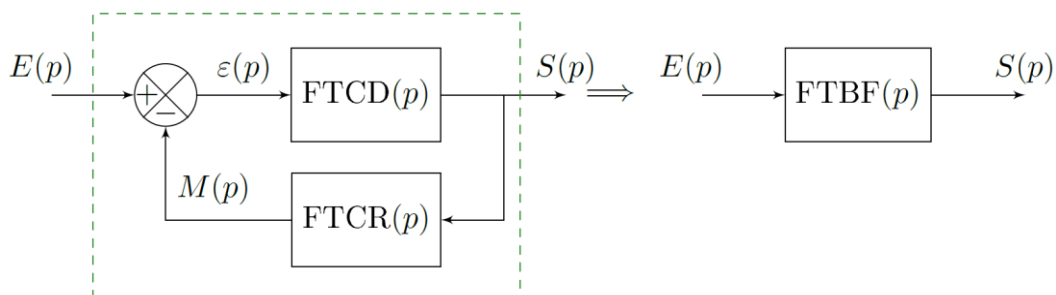 E(p) ε(p) S(p) E(p) S(p)
+ − FTCD(p) ⟹ FTBF(p)
M(p)
FTCR(p)